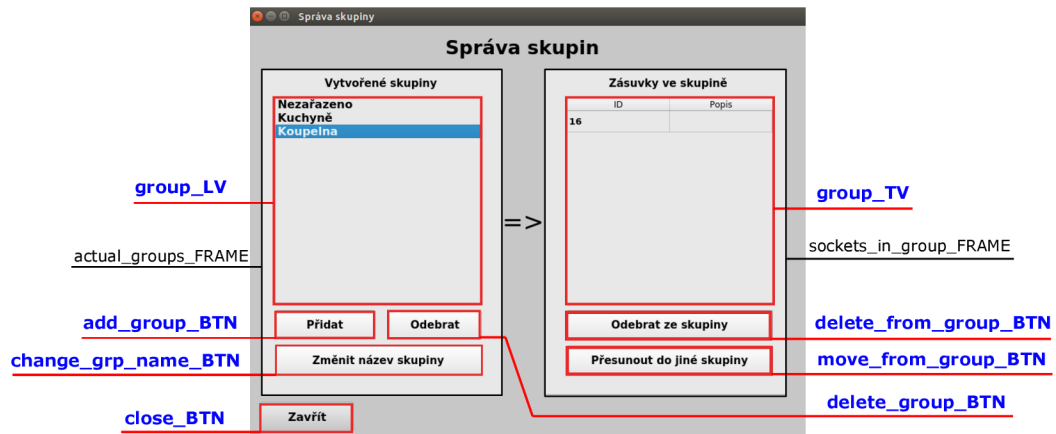 Správa skupiny
Správa skupin
Vytvořené skupiny
Nezařazeno
Kuchyně
Koupelna
=>
Zásuvky ve skupině
ID Popis
16
Přidat Odebrat
Změnit název skupiny
Odebrat ze skupiny
Přesunout do jiné skupiny
Zavřít
group_LV
actual_groups_FRAME
add_group_BTN
change_grp_name_BTN
close_BTN
group_TV
sockets_in_group_FRAME
delete_from_group_BTN
move_from_group_BTN
delete_group_BTN